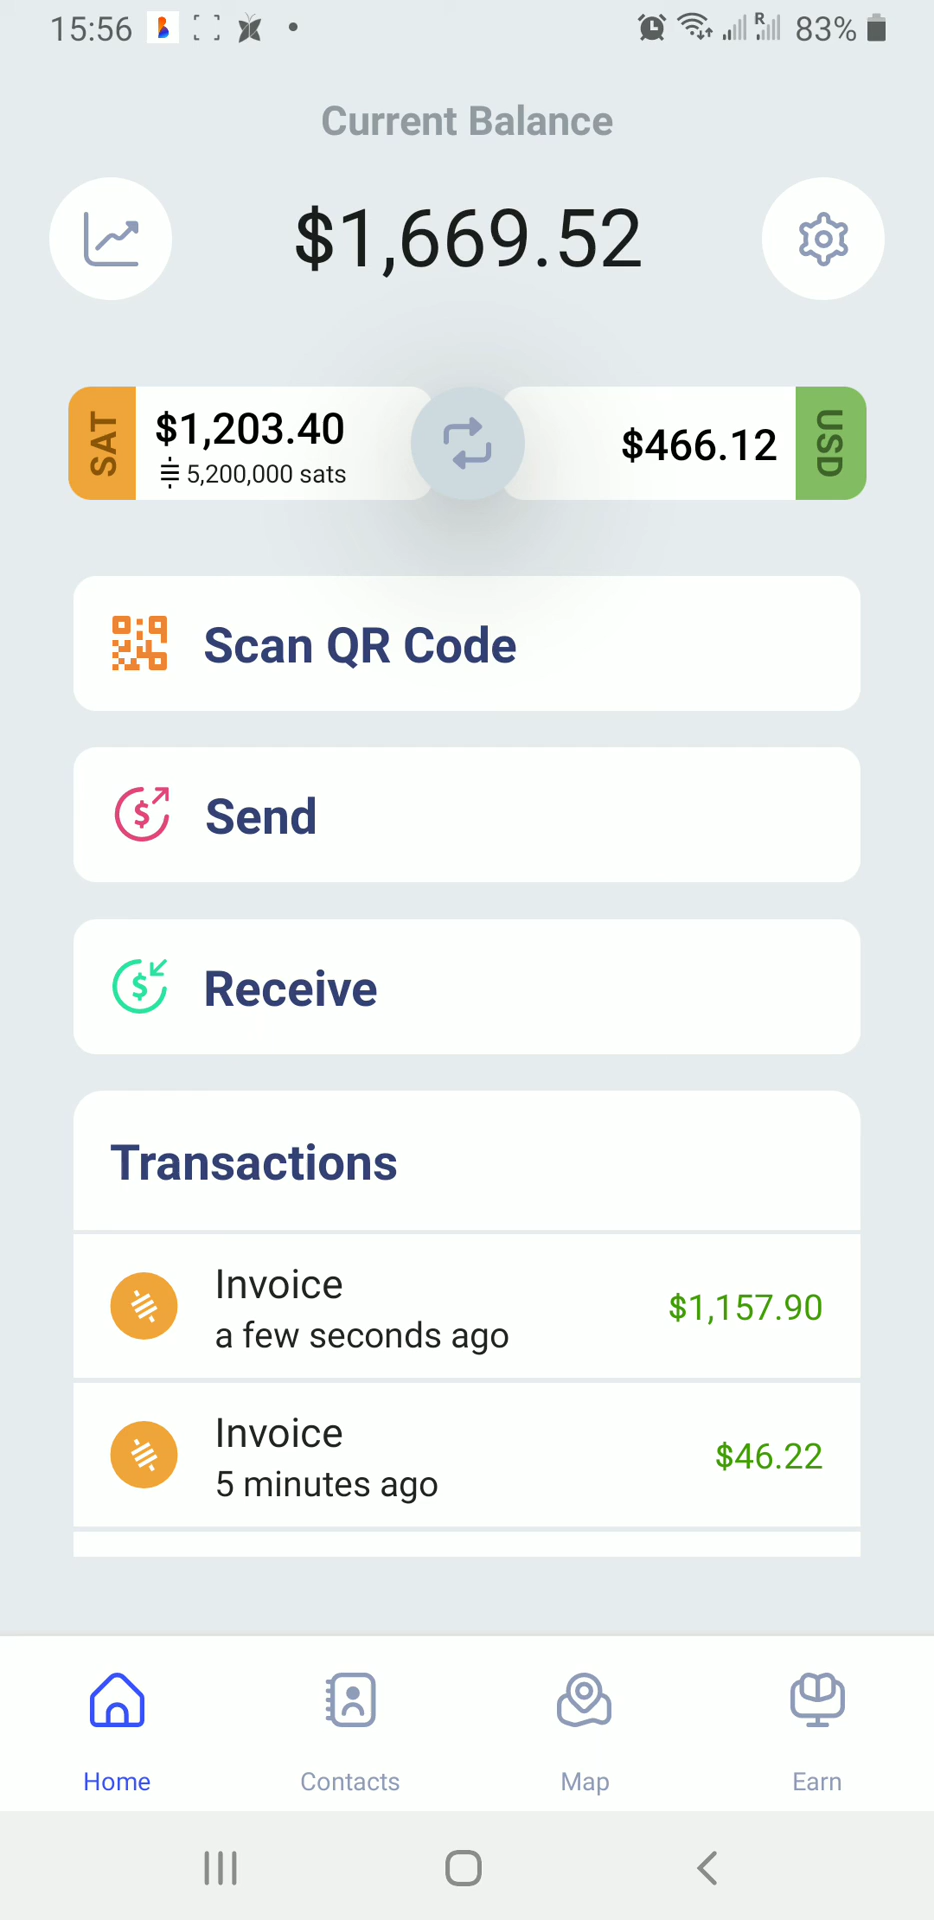 15:56 R 83%
Current Balance
$1,669.52
SAT $1,203.40 $466.12 USD
5,200,000 sats
Scan QR Code
Send
Receive
Transactions
Invoice
a few seconds ago
$1,157.90
Invoice
5 minutes ago
$46.22
Home Contacts Map Earn